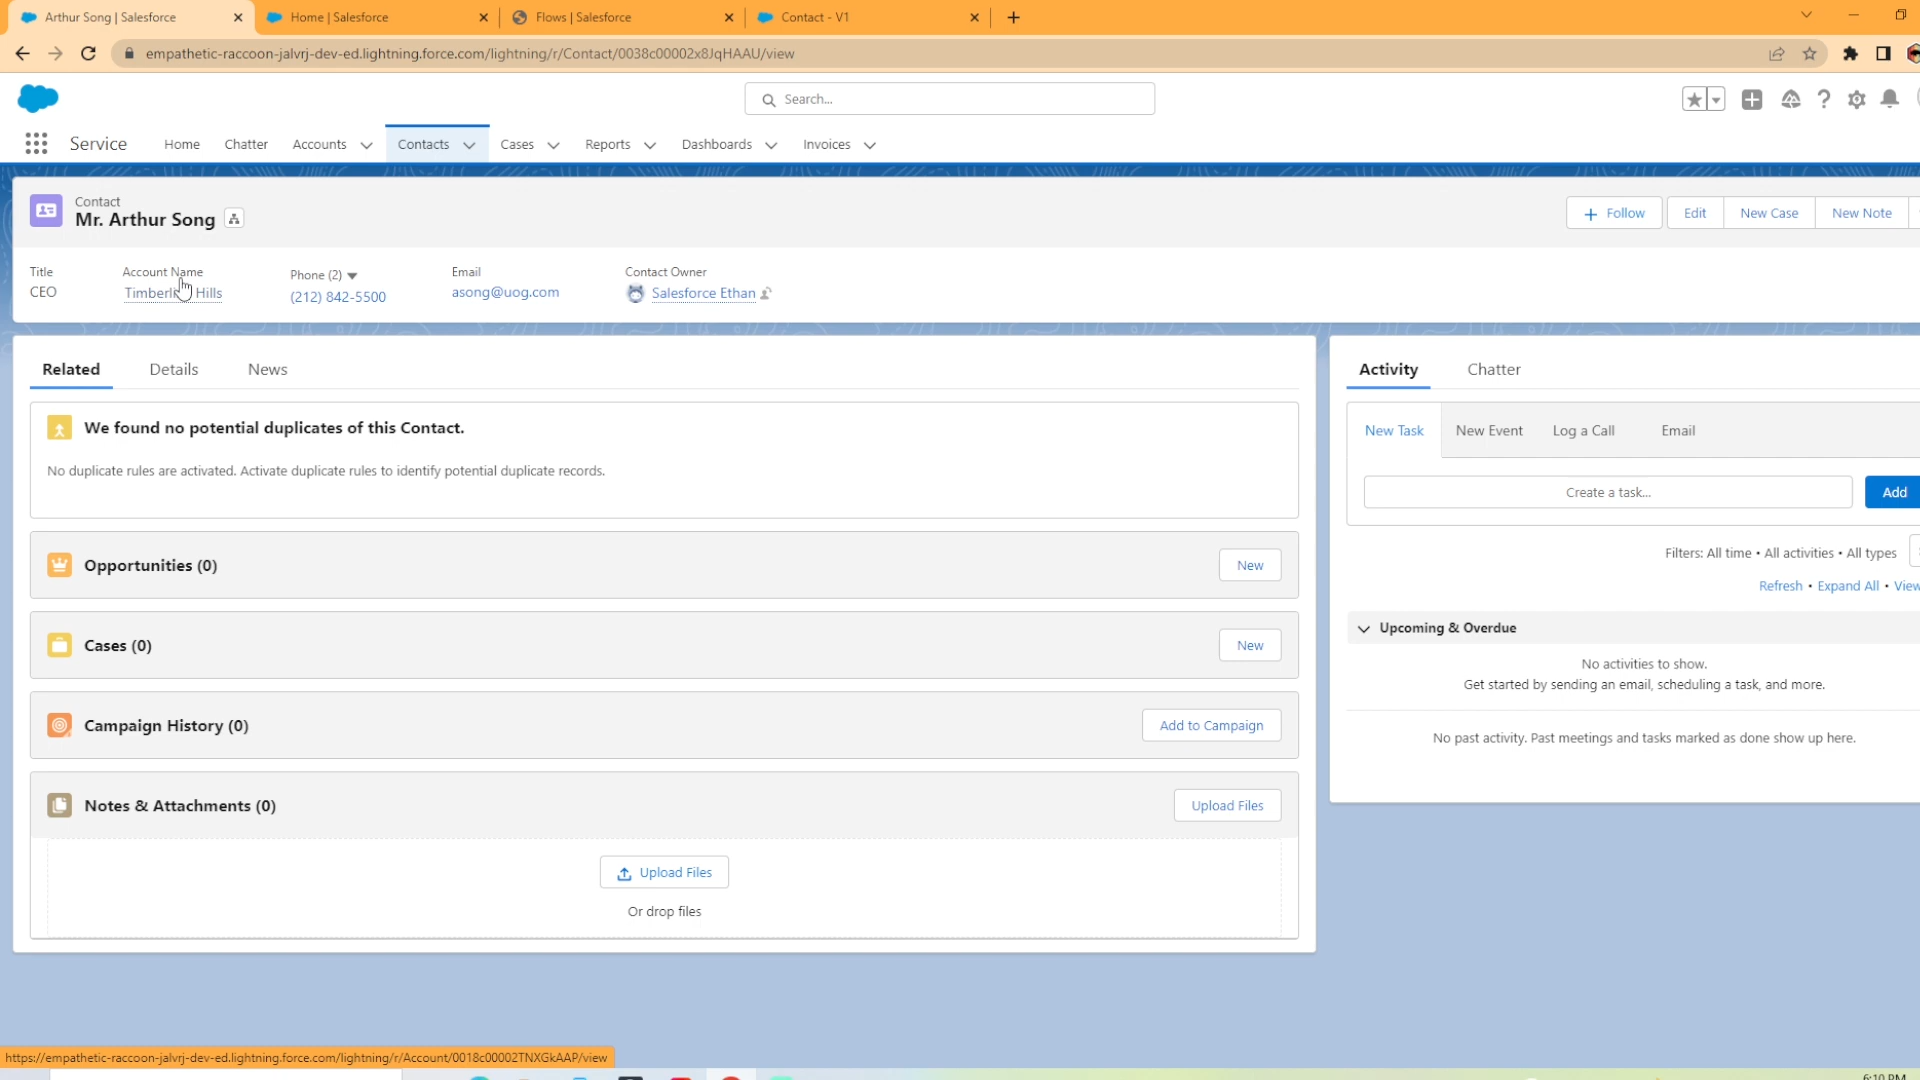 Arthur Song | Salesforce
Home | Salesforce
Flows | Salesforce
Contact - V1
empathetic-raccoon-jalvrj-dev-ed.lightning.force.com/lightning/r/Contact/0038c00002x8JqHAAU/view
Search...
Service
Home
Chatter
Accounts
Contacts
Cases
Reports
Dashboards
Invoices
Contact
Mr. Arthur Song
Follow
Edit
New Case
New Note
Title
CEO
Account Name
Hills
Phone (2)
(212) 842-5500
Email
asong@uog.com
Contact Owner
Salesforce Ethan
Related
Details
News
We found no potential duplicates of this Contact.
No duplicate rules are activated. Activate duplicate rules to identify potential duplicate records.
Opportunities (0)
New
Cases (0)
New
Campaign History (0)
Add to Campaign
Notes & Attachments (0)
Upload Files
Upload Files
Or drop files
Activity
Chatter
New Task
New Event
Log a Call
Email
Create a task...
Add
Filters: All time • All activities • All types
Refresh • Expand All • View
Upcoming & Overdue
No activities to show.
Get started by sending an email, scheduling a task, and more.
No past activity. Past meetings and tasks marked as done show up here.
https://empathetic-raccoon-jalvrj-dev-ed.lightning.force.com/lightning/r/Account/0018c00002TNXGkAAP/view
6:10 PM